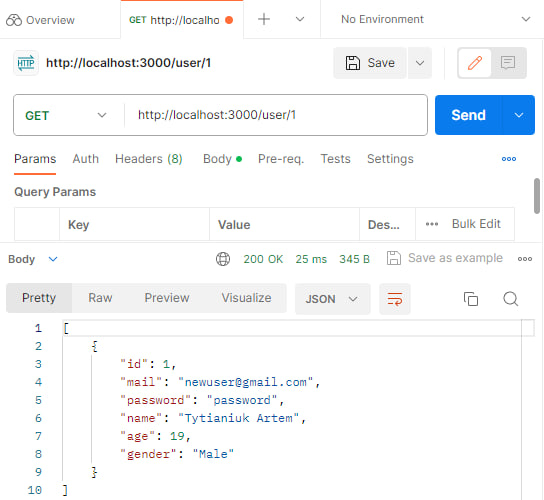 Overview
GET http://localho
No Environment
HTTP http://localhost:3000/user/1
Save
GET http://localhost:3000/user/1 Send
Params Auth Headers (8) Body Pre-req. Tests Settings
Query Params
Key Value Des... Bulk Edit
Body 200 OK 25 ms 345 B Save as example
Pretty Raw Preview Visualize JSON
1 [
2 {
3 "id": 1,
4 "mail": "newuser@gmail.com",
5 "password": "password",
6 "name": "Tytianiuk Artem",
7 "age": 19,
8 "gender": "Male"
9 }
10 ]